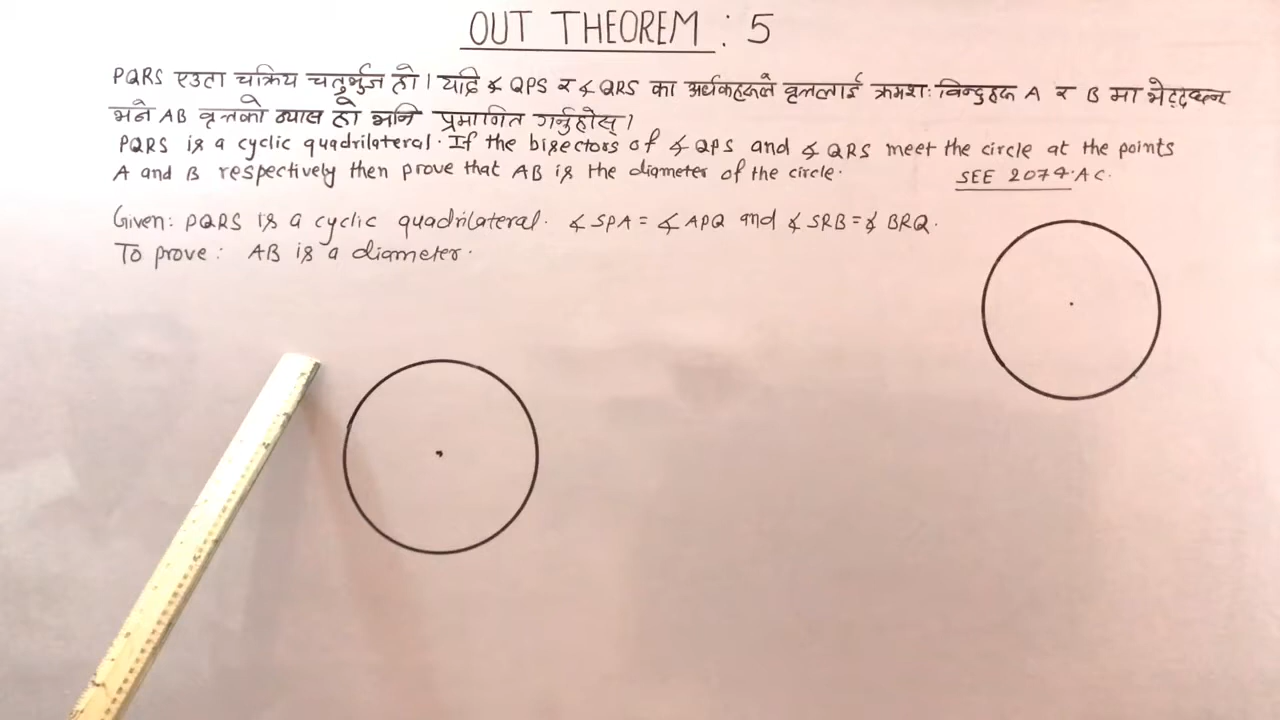 OUT THEOREM : 5
PQRS एउटा चक्रिय चतुर्भुज हो । यदि ∡ QPS र ∡ QRS का अर्धकहरूले वृत्तलाई क्रमशः बिन्दुहरू A र B मा
भने AB वृत्तको व्यास हो भनि प्रमाणित गर्नुहोस् ।
PQRS is a cyclic quadrilateral. If the bisectors of ∡ QPS and ∡ QRS meet the circle at the points
A and B respectively then prove that AB is the diameter of the circle.
SEE 2074 AC.
Given: PQRS is a cyclic quadrilateral. ∡ SPA = ∡ APQ and ∡ SRB = ∡ BRQ.
To prove: AB is a diameter.